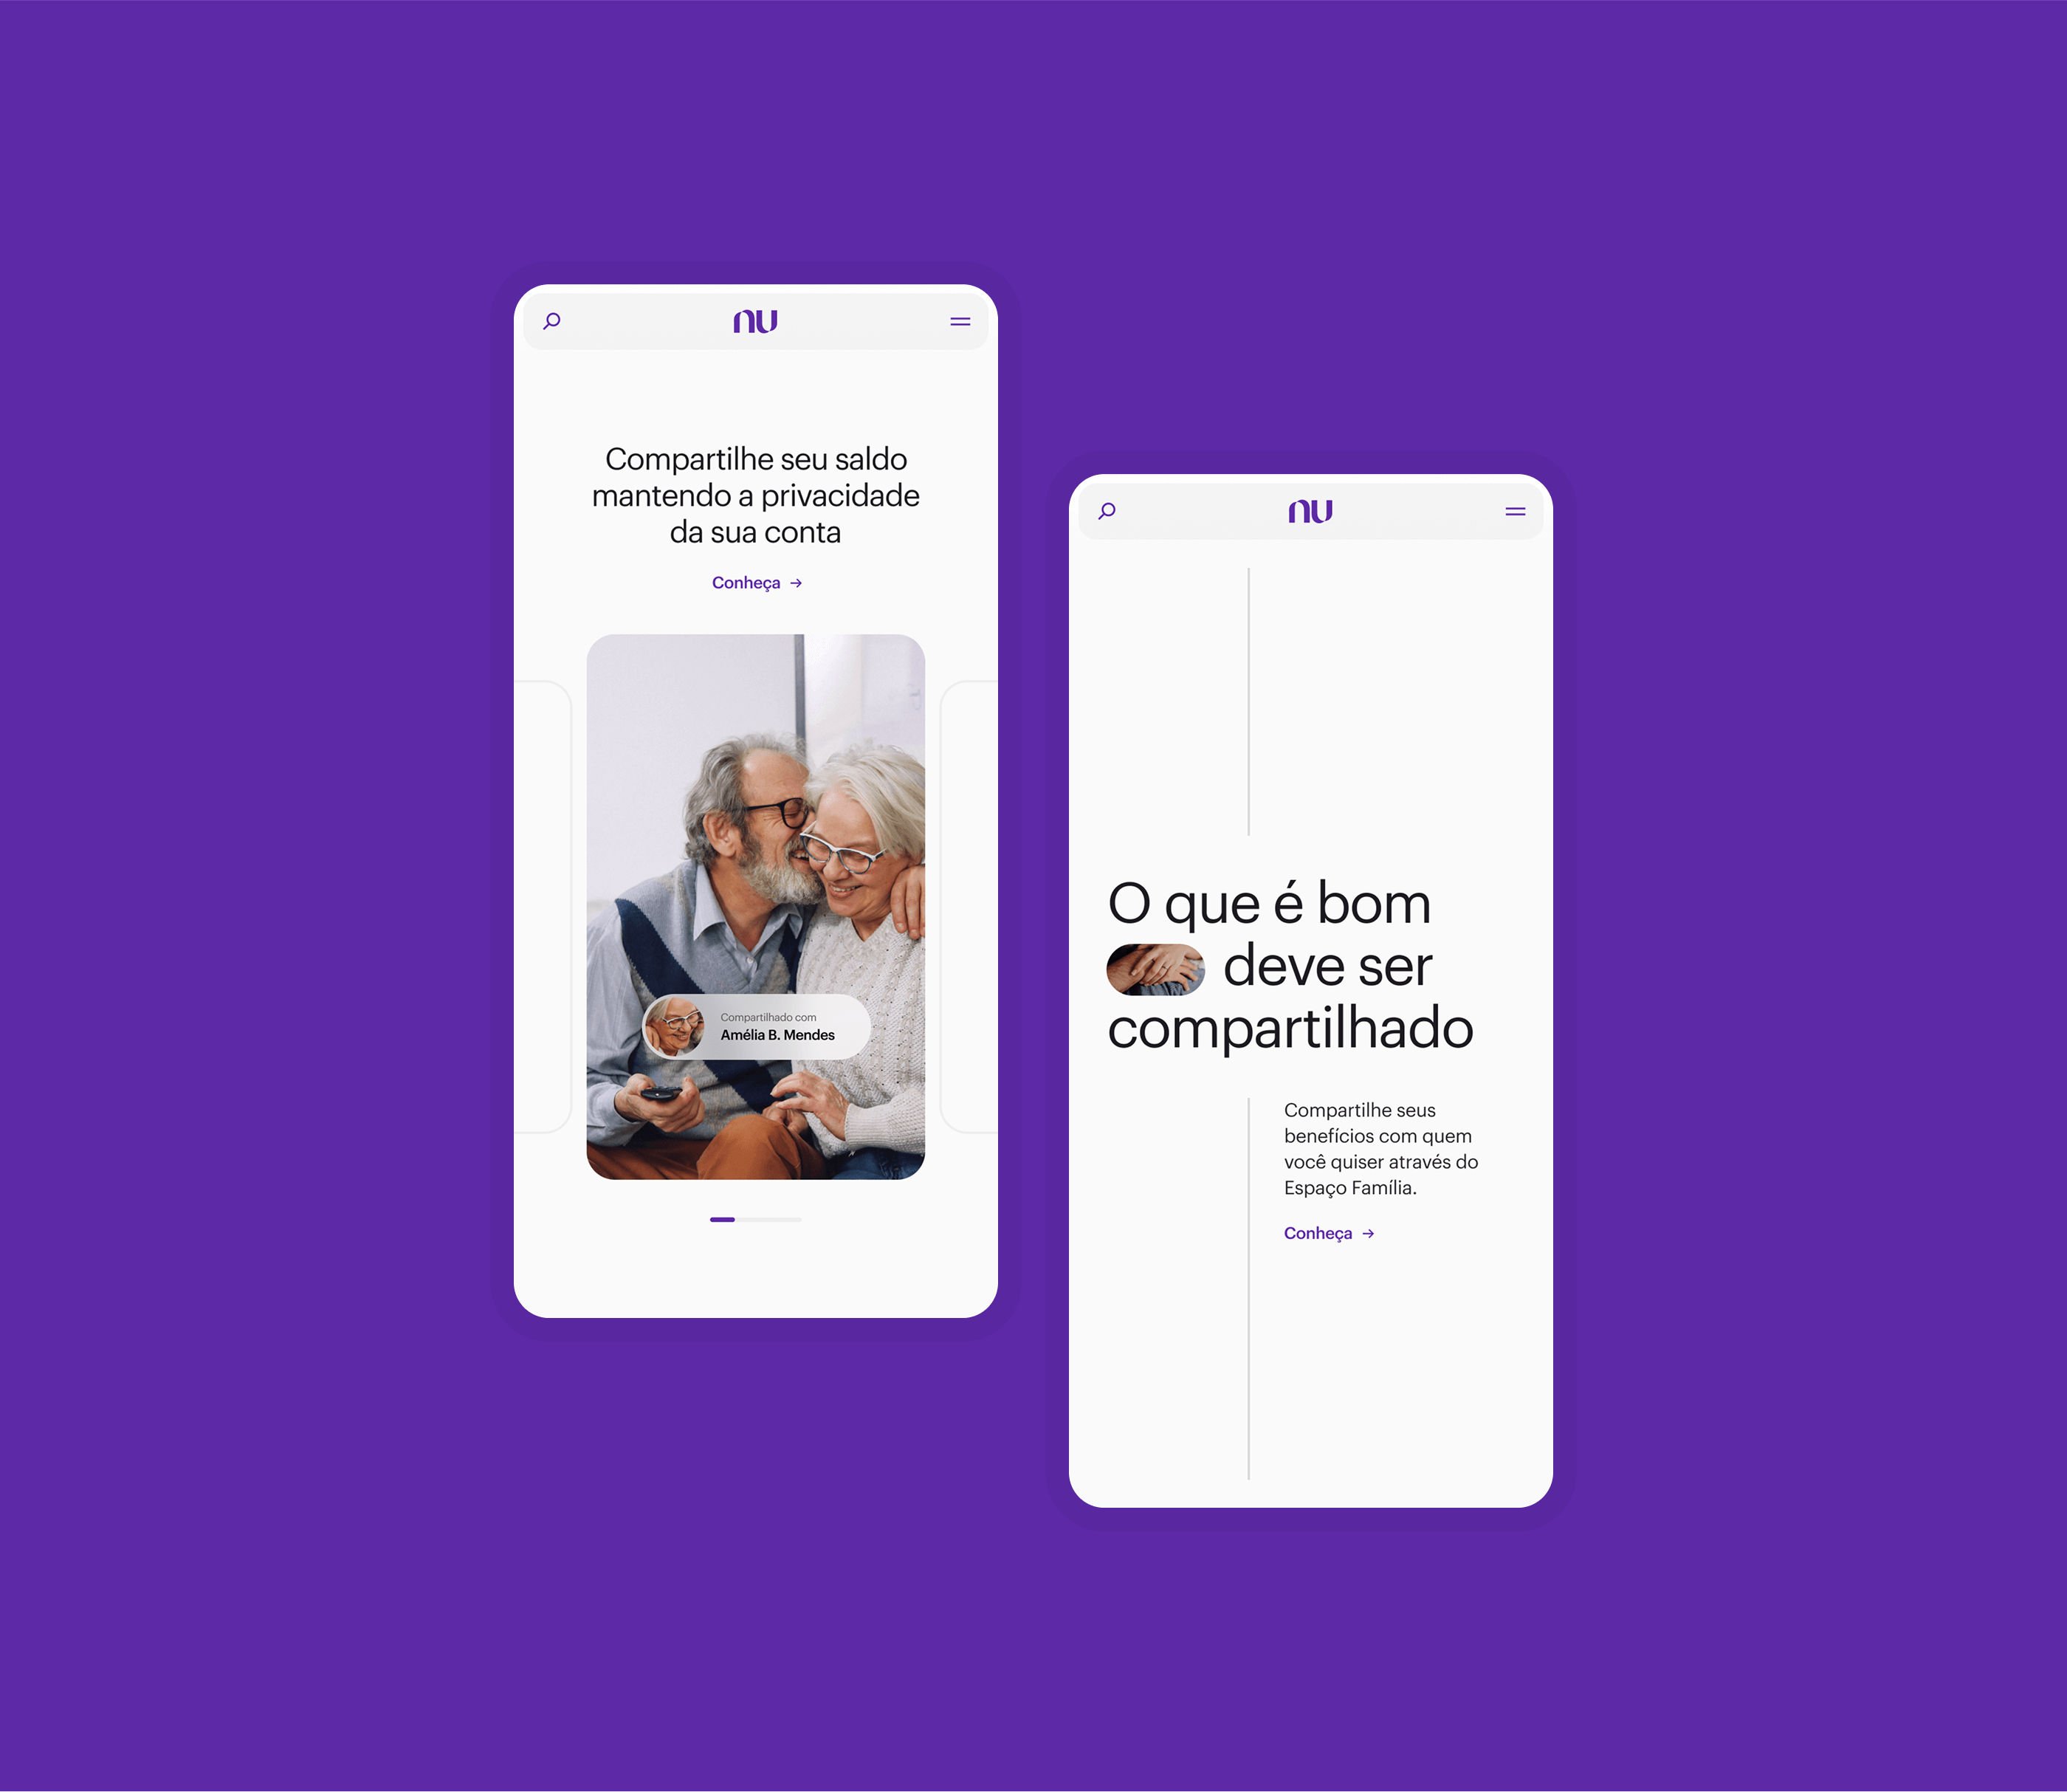 nu
Compartilhe seu saldo
mantendo a privacidade
da sua conta
Conheça →
Compartilhado com
Amélia B. Mendes
nu
O que é bom
deve ser
compartilhado
Compartilhe seus
benefícios com quem
você quiser através do
Espaço Família.
Conheça →